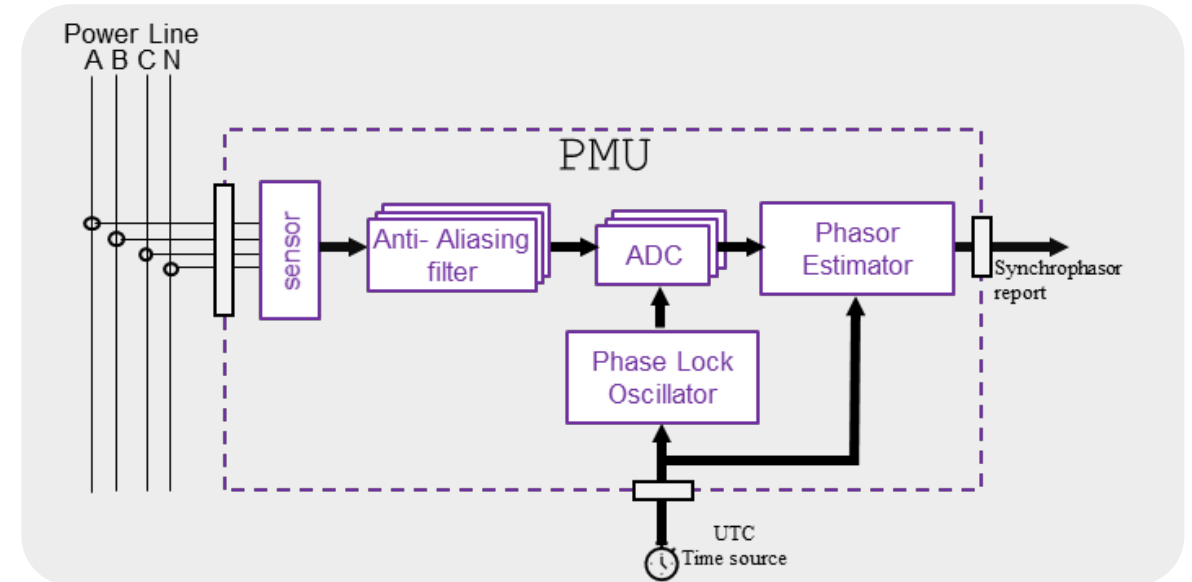 Power Line
A B C N
PMU
sensor
Anti- Aliasing
filter
ADC
Phasor
Estimator
Synchrophasor
report
Phase Lock
Oscillator
UTC
Time source